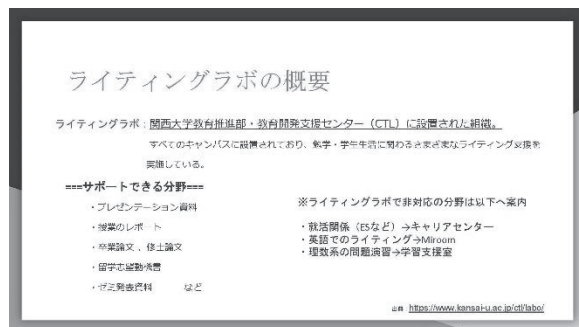 ライティングラボの概要
ライティングラボ：関西大学教育推進部・教育開発支援センター（CTL）に設置された組織。
すべてのキャンパスに設置されており、勉学・学生生活に関わるさまざまなライティング支援を
実施している。
===サポートできる分野===
・プレゼンテーション資料
・授業のレポート
・卒業論文、修士論文
・留学志望動機書
・ゼミ発表資料　　など
※ライティングラボで非対応の分野は以下へ案内
・就活関係（ESなど）→キャリアセンター
・英語でのライティング→Miroom
・理数系の問題演習→学習支援室
出典：https://www.kansai-u.ac.jp/ctl/labo/